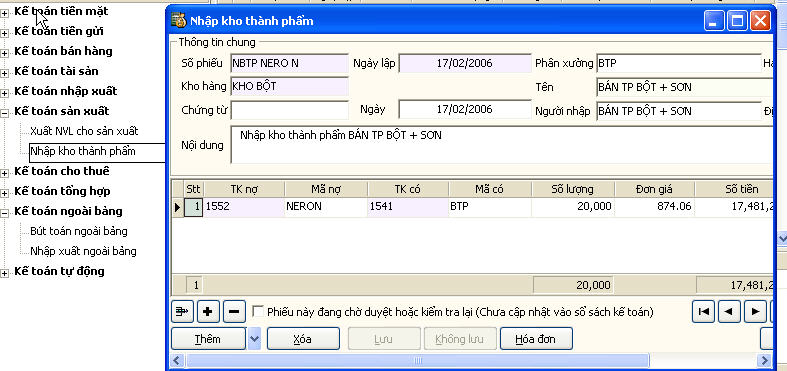 Kế toán tiền mặt
Kế toán tiền gửi
Kế toán bán hàng
Kế toán tài sản
Kế toán nhập xuất
Kế toán sản xuất
Xuất NVL cho sản xuất
Nhập kho thành phẩm
Kế toán cho thuê
Kế toán tổng hợp
Kế toán ngoài bảng
Bút toán ngoài bảng
Nhập xuất ngoài bảng
Kế toán tự động
Nhập kho thành phẩm
Thông tin chung
Số phiếu NBTP NERO N Ngày lập 17/02/2006 Phân xưởng BTP
Kho hàng KHO BỘT Tên BÁN TP BỘT + SƠN
Chứng từ Ngày 17/02/2006 Người nhập BÁN TP BỘT + SƠN
Nội dung Nhập kho thành phẩm BÁN TP BỘT + SƠN
Stt TK nợ Mã nợ TK có Mã có Số lượng Đơn giá Số tiền
1 1552 NERON 1541 BTP 20,000 874.06 17,481,2
1 20,000 17,481,2
Phiếu này đang chờ duyệt hoặc kiểm tra lại (Chưa cập nhật vào sổ sách kế toán)
Thêm Xóa Lưu Không lưu Hóa đơn